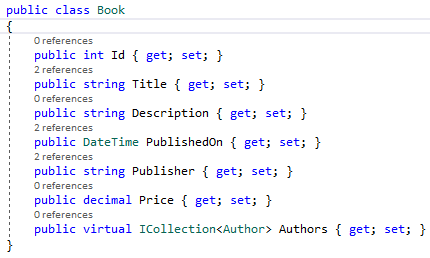 public class Book
{
0 references
public int Id { get; set; }
2 references
public string Title { get; set; }
0 references
public string Description { get; set; }
2 references
public DateTime PublishedOn { get; set; }
2 references
public string Publisher { get; set; }
0 references
public decimal Price { get; set; }
0 references
public virtual ICollection<Author> Authors { get; set; }
}